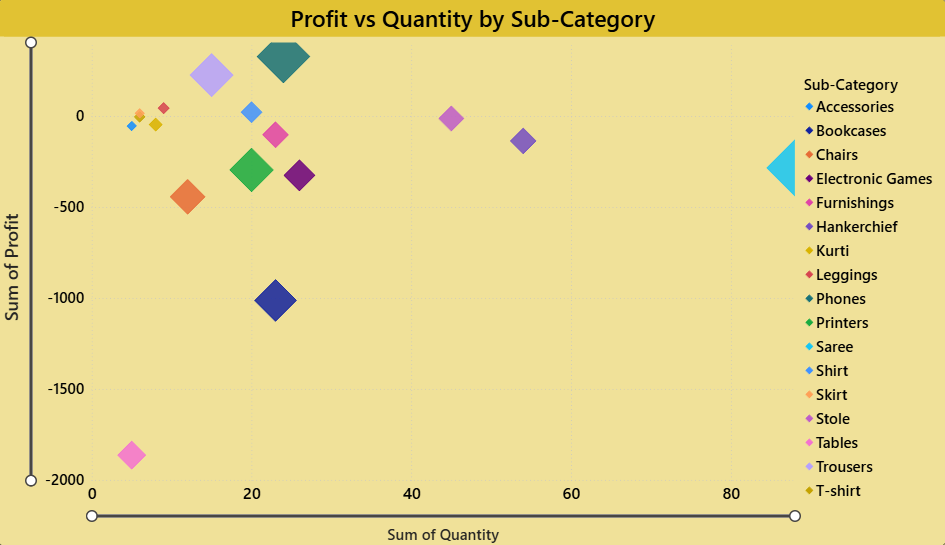 Profit vs Quantity by Sub-Category
Sum of Profit
0
-500
-1000
-1500
-2000
0 20 40 60 80
Sum of Quantity
Sub-Category
Accessories
Bookcases
Chairs
Electronic Games
Furnishings
Hankerchief
Kurti
Leggings
Phones
Printers
Saree
Shirt
Skirt
Stole
Tables
Trousers
T-shirt